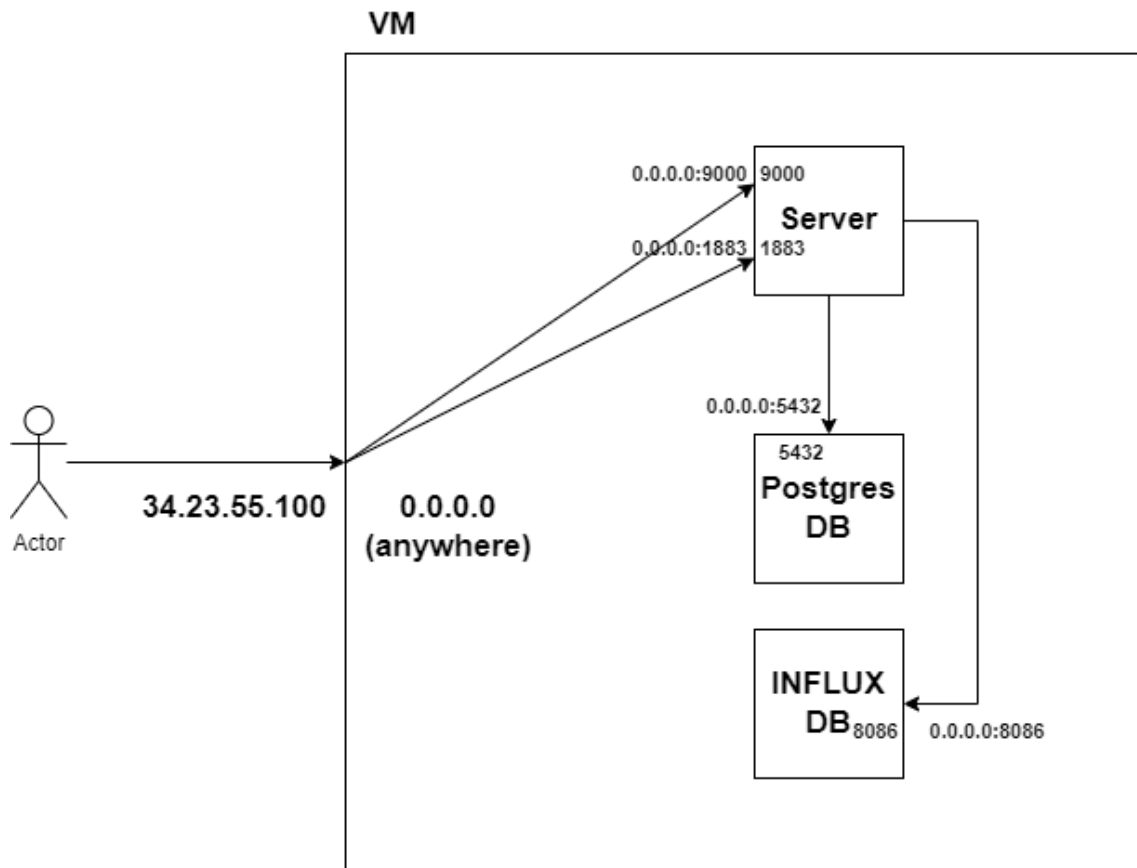 VM
0.0.0.0:9000 9000
Server
0.0.0.0:1883 1883
0.0.0.0:5432
5432
Postgres
DB
34.23.55.100
0.0.0.0
(anywhere)
Actor
INFLUX
DB 8086
0.0.0.0:8086